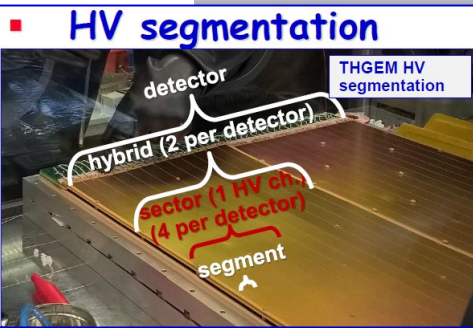 HV segmentation
THGEM HV
segmentation
detector
hybrid (2 per detector)
sector (1 HV ch.)
(4 per detector)
segment